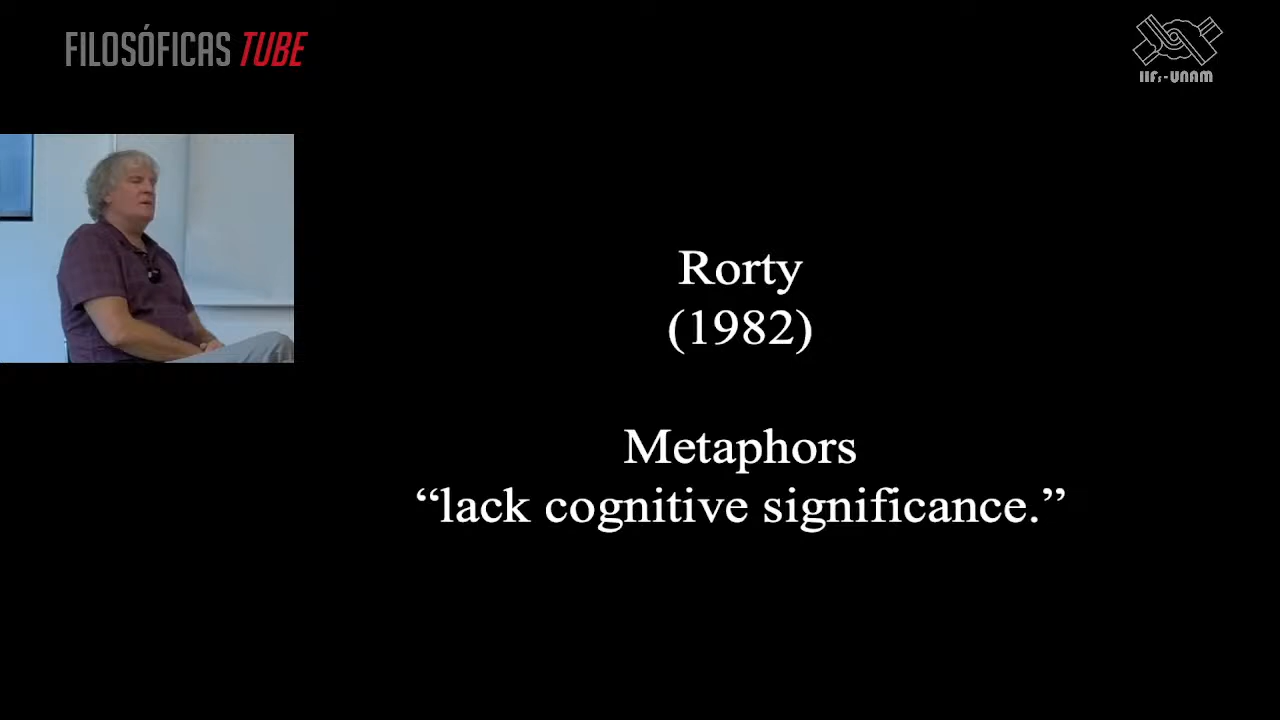 FILOSÓFICAS TUBE
IIFs-UNAM
Rorty
(1982)
Metaphors
“lack cognitive significance.”